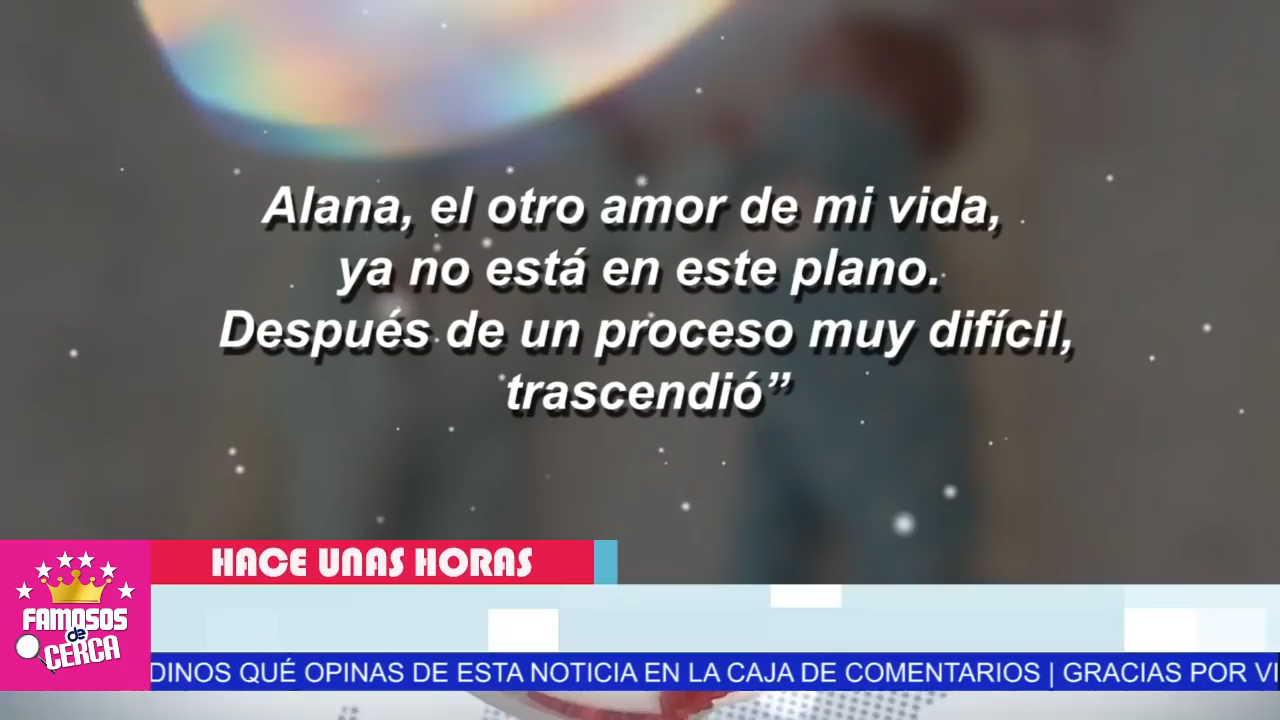 Alana, el otro amor de mi vida,
ya no está en este plano.
Después de un proceso muy difícil,
trascendió”
HACE UNAS HORAS
FAMOSOS
de
CERCA
DINOS QUÉ OPINAS DE ESTA NOTICIA EN LA CAJA DE COMENTARIOS | GRACIAS POR VI